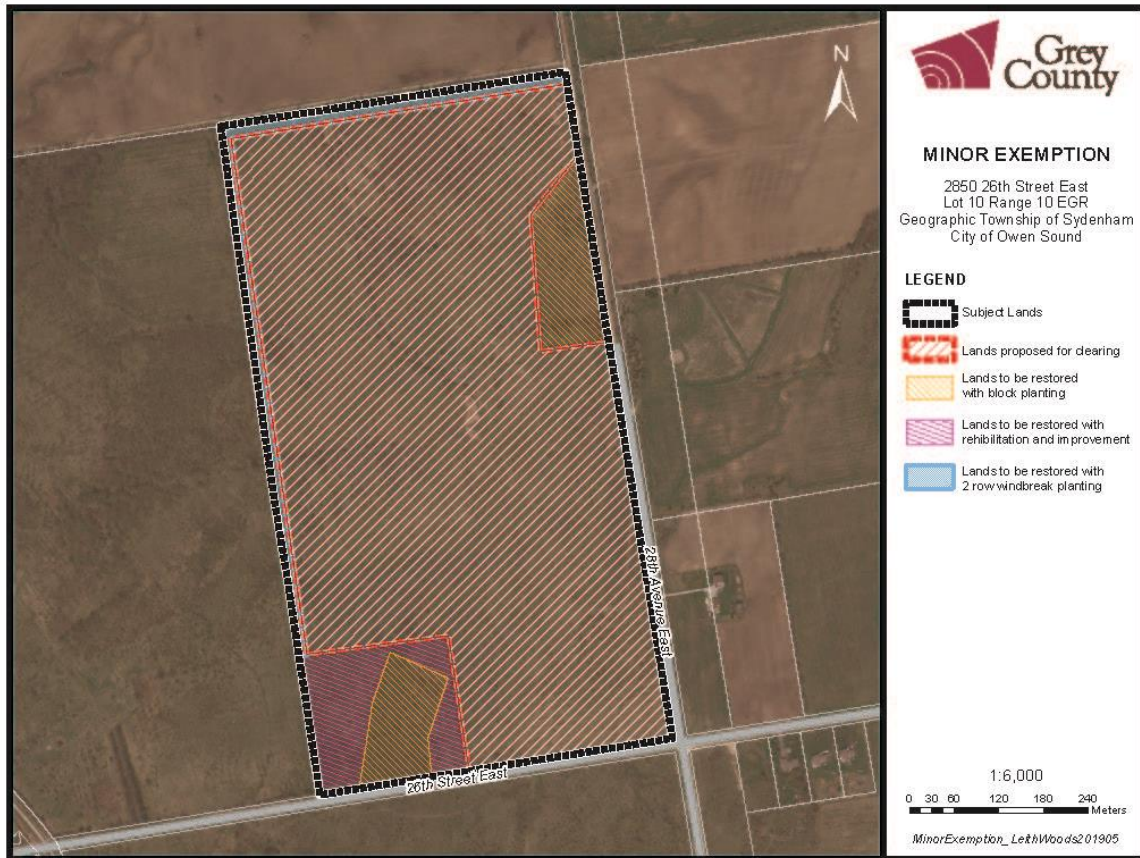 Grey
County
MINOR EXEMPTION
2850 26th Street East
Lot 10 Range 10 EGR
Geographic Township of Sydenham
City of Owen Sound
LEGEND
Subject Lands
Lands proposed for clearing
Lands to be restored
with block planting
Lands to be restored with
rehibilitation and improvement
Lands to be restored with
2 row windbreak planting
N
28th Avenue East
26th Street East
1:6,000
0 30 60 120 180 240
Meters
MinorExemption_LeithWoods201905